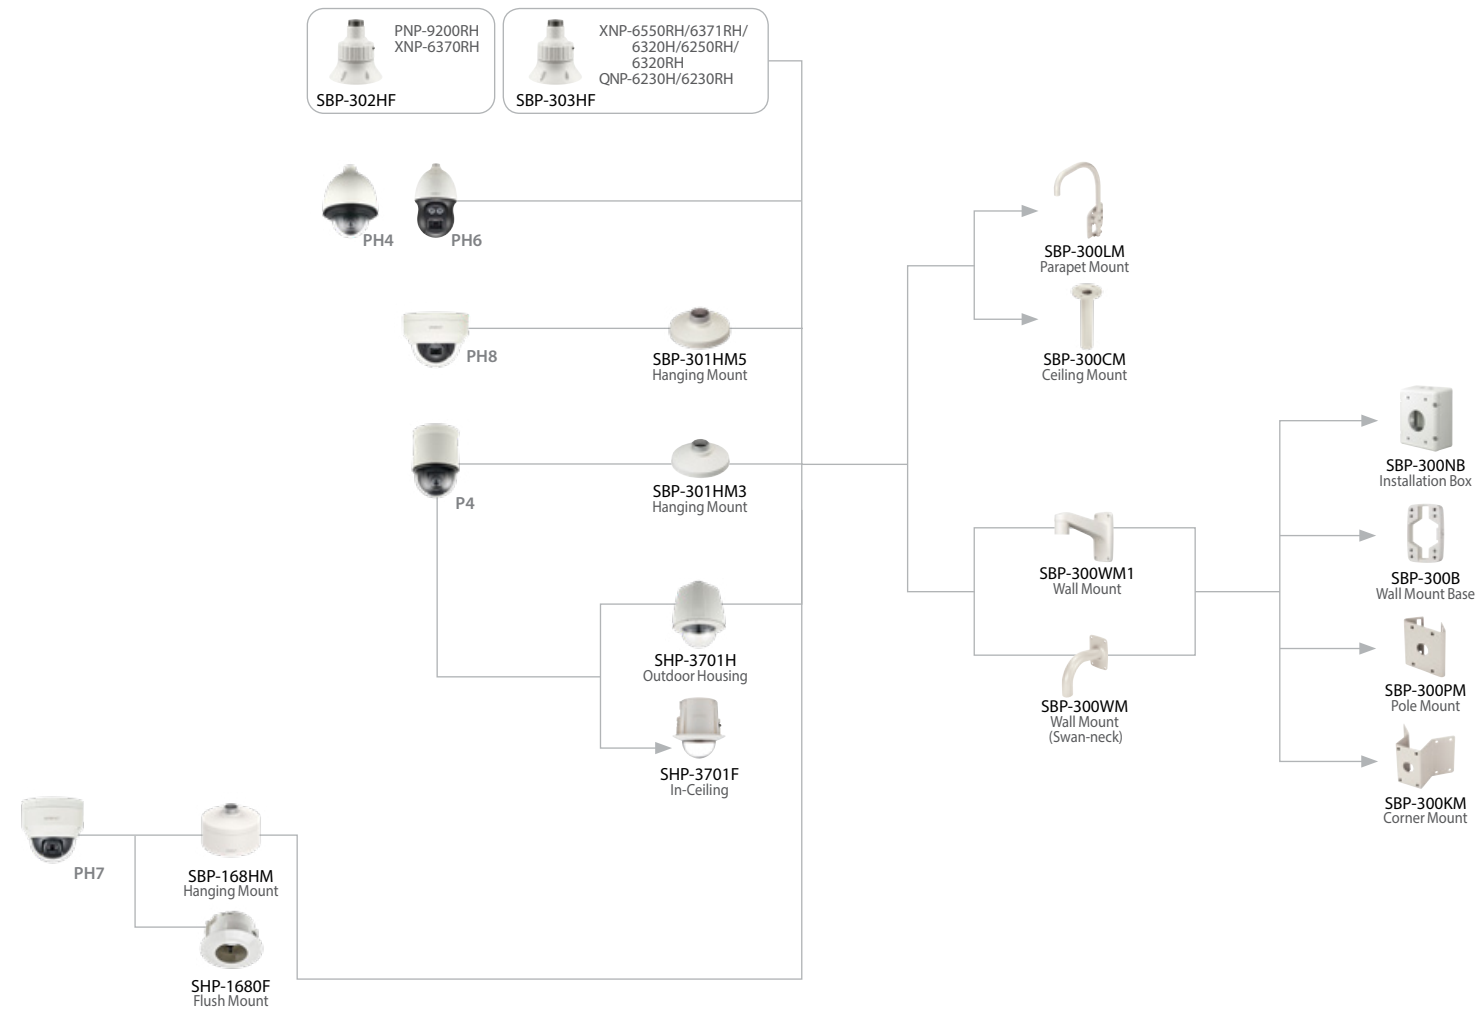 PNP-9200RH
XNP-6370RH
SBP-302HF
XNP-6550RH/6371RH/
6320H/6250RH/
6320RH
QNP-6230H/6230RH
SBP-303HF
PH4
PH6
SBP-300LM
Parapet Mount
PH8
SBP-301HM5
Hanging Mount
SBP-300CM
Ceiling Mount
P4
SBP-301HM3
Hanging Mount
SBP-300NB
Installation Box
SBP-300WM1
Wall Mount
SBP-300B
Wall Mount Base
SHP-3701H
Outdoor Housing
SBP-300WM
Wall Mount
(Swan-neck)
SBP-300PM
Pole Mount
SHP-3701F
In-Ceiling
SBP-300KM
Corner Mount
PH7
SBP-168HM
Hanging Mount
SHP-1680F
Flush Mount